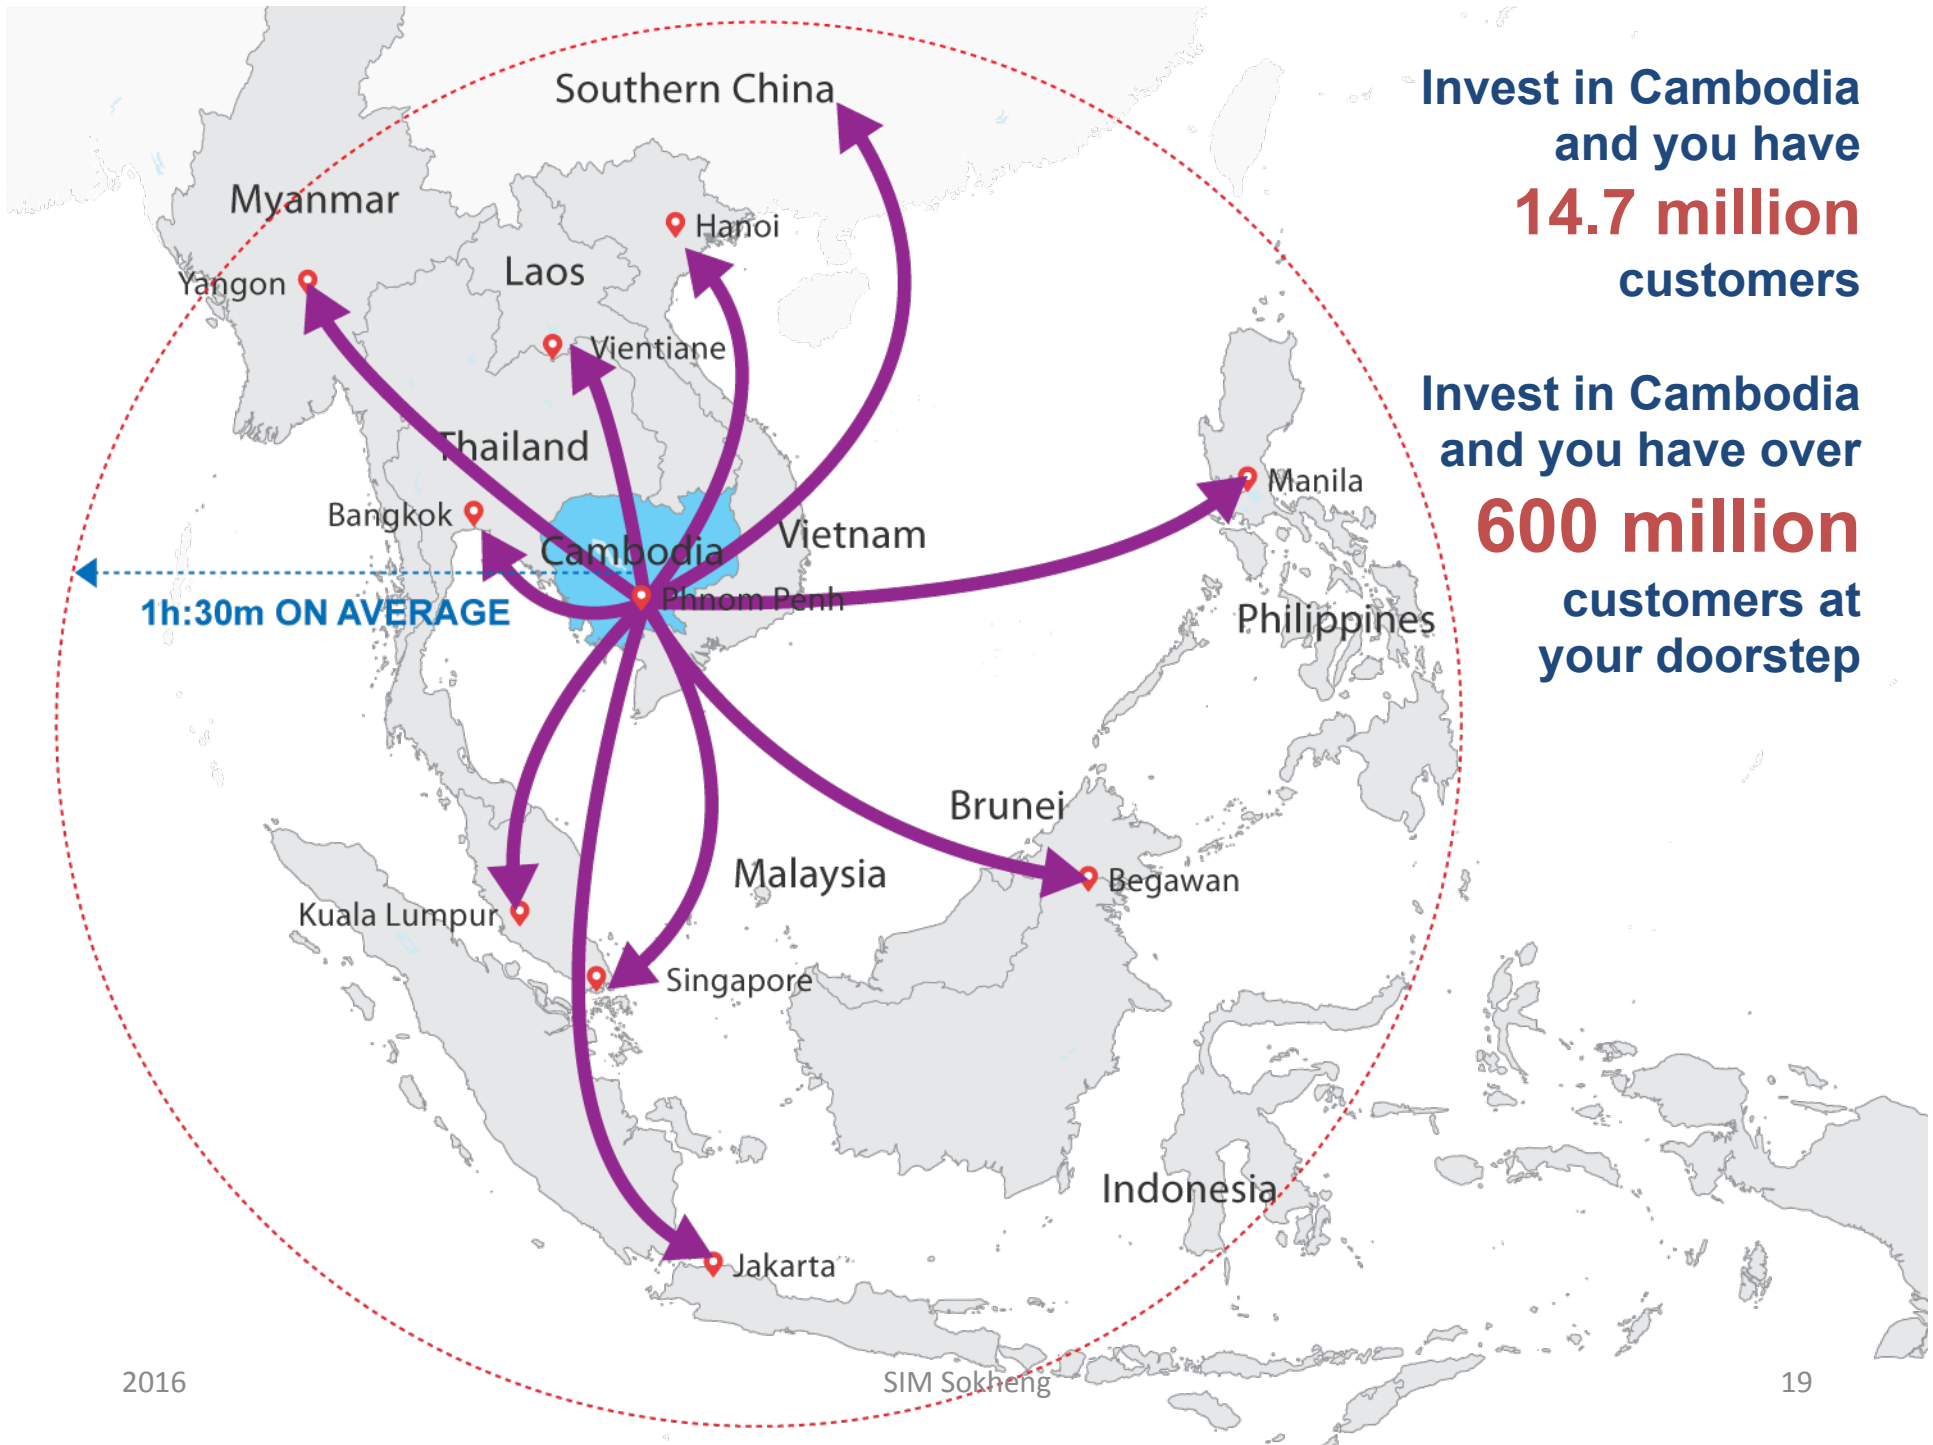 Southern China
Invest in Cambodia
and you have
14.7 million
customers
Myanmar
Hanoi
Laos
Yangon
Vientiane
Invest in Cambodia
and you have over
600 million
customers at
your doorstep
Thailand
Manila
Bangkok
Vietnam
Cambodia
Phnom Penh
1h:30m ON AVERAGE
Philippines
Brunei
Malaysia
Begawan
Kuala Lumpur
Singapore
Indonesia
Jakarta
2016
SIM Sokheng
19